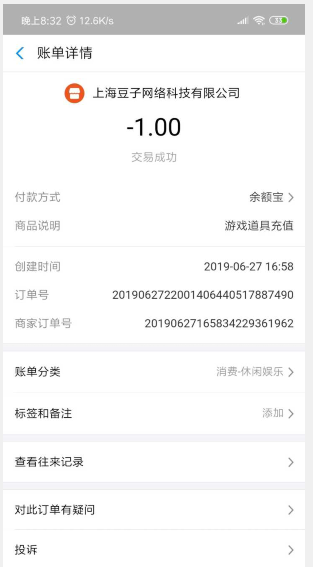 晚上8:32 12.6K/s
账单详情
上海豆子网络科技有限公司
-1.00
交易成功
付款方式 余额宝
商品说明 游戏道具充值
创建时间 2019-06-27 16:58
订单号 2019062722001406440517887490
商家订单号 20190627165834229361962
账单分类 消费-休闲娱乐
标签和备注 添加
查看往来记录
对此订单有疑问
投诉